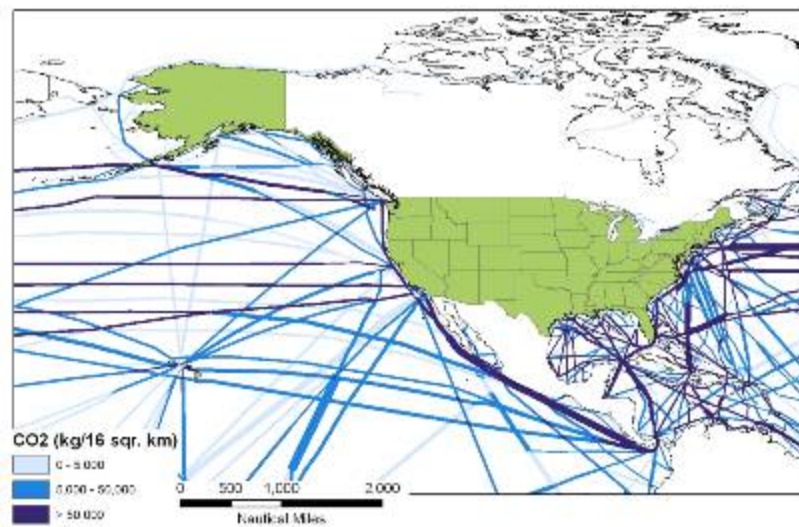 CO2 (kg/16 sqr. km)
0 - 5,000
5,000 - 50,000
> 50,000
0 500 1,000 2,000
Nautical Miles